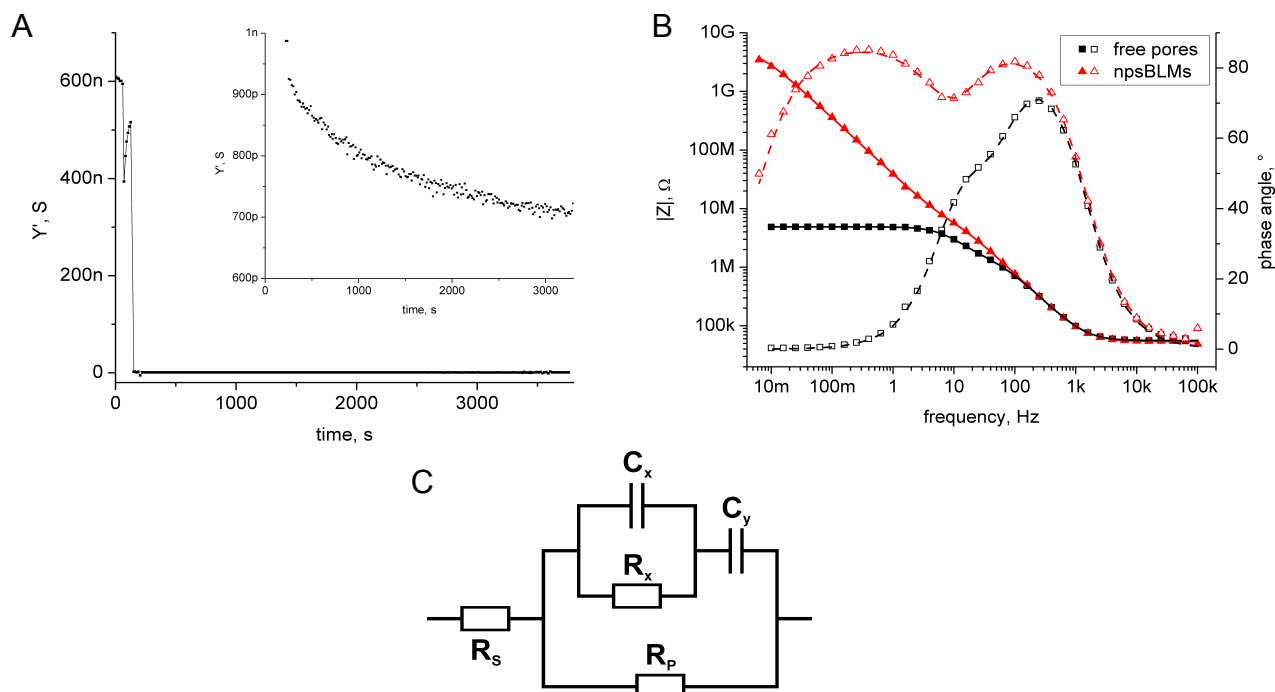 A
600n
400n
200n
0
Y', S
0
1000
2000
3000
time, s
1n
900p
800p
700p
600p
Y', S
0
1000
2000
3000
time, s
B
10G
1G
100M
10M
1M
100k
|Z|, Ω
free pores
npsBLMs
80
60
40
20
0
phase angle, °
10m
100m
1
10
100
1k
10k
100k
frequency, Hz
C
Cx
Cy
Rx
RS
RP